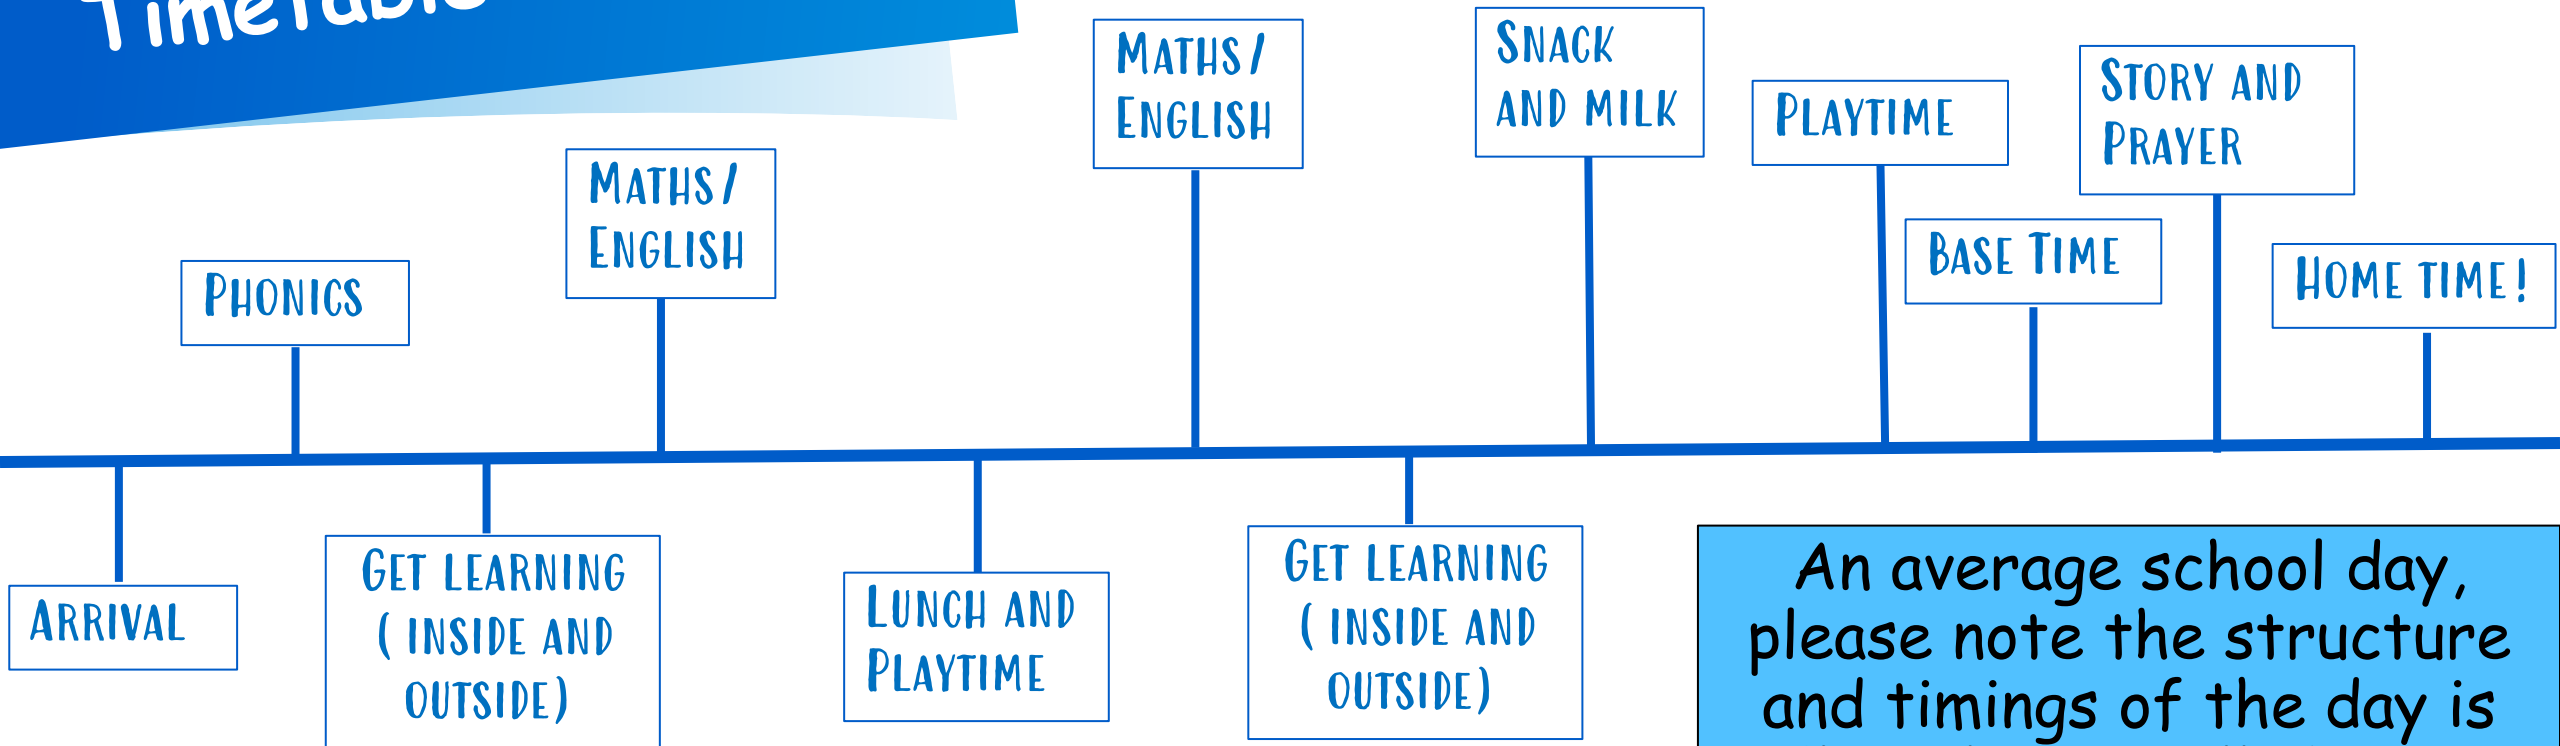 Timetable
Maths/
English
Snack
and milk
Playtime
Story and
Prayer
Maths/
English
Base Time
Home time!
Phonics
Arrival
Get learning
( inside and
outside)
Lunch and
Playtime
Get learning
( inside and
outside)
An average school day,
please note the structure
and timings of the day is